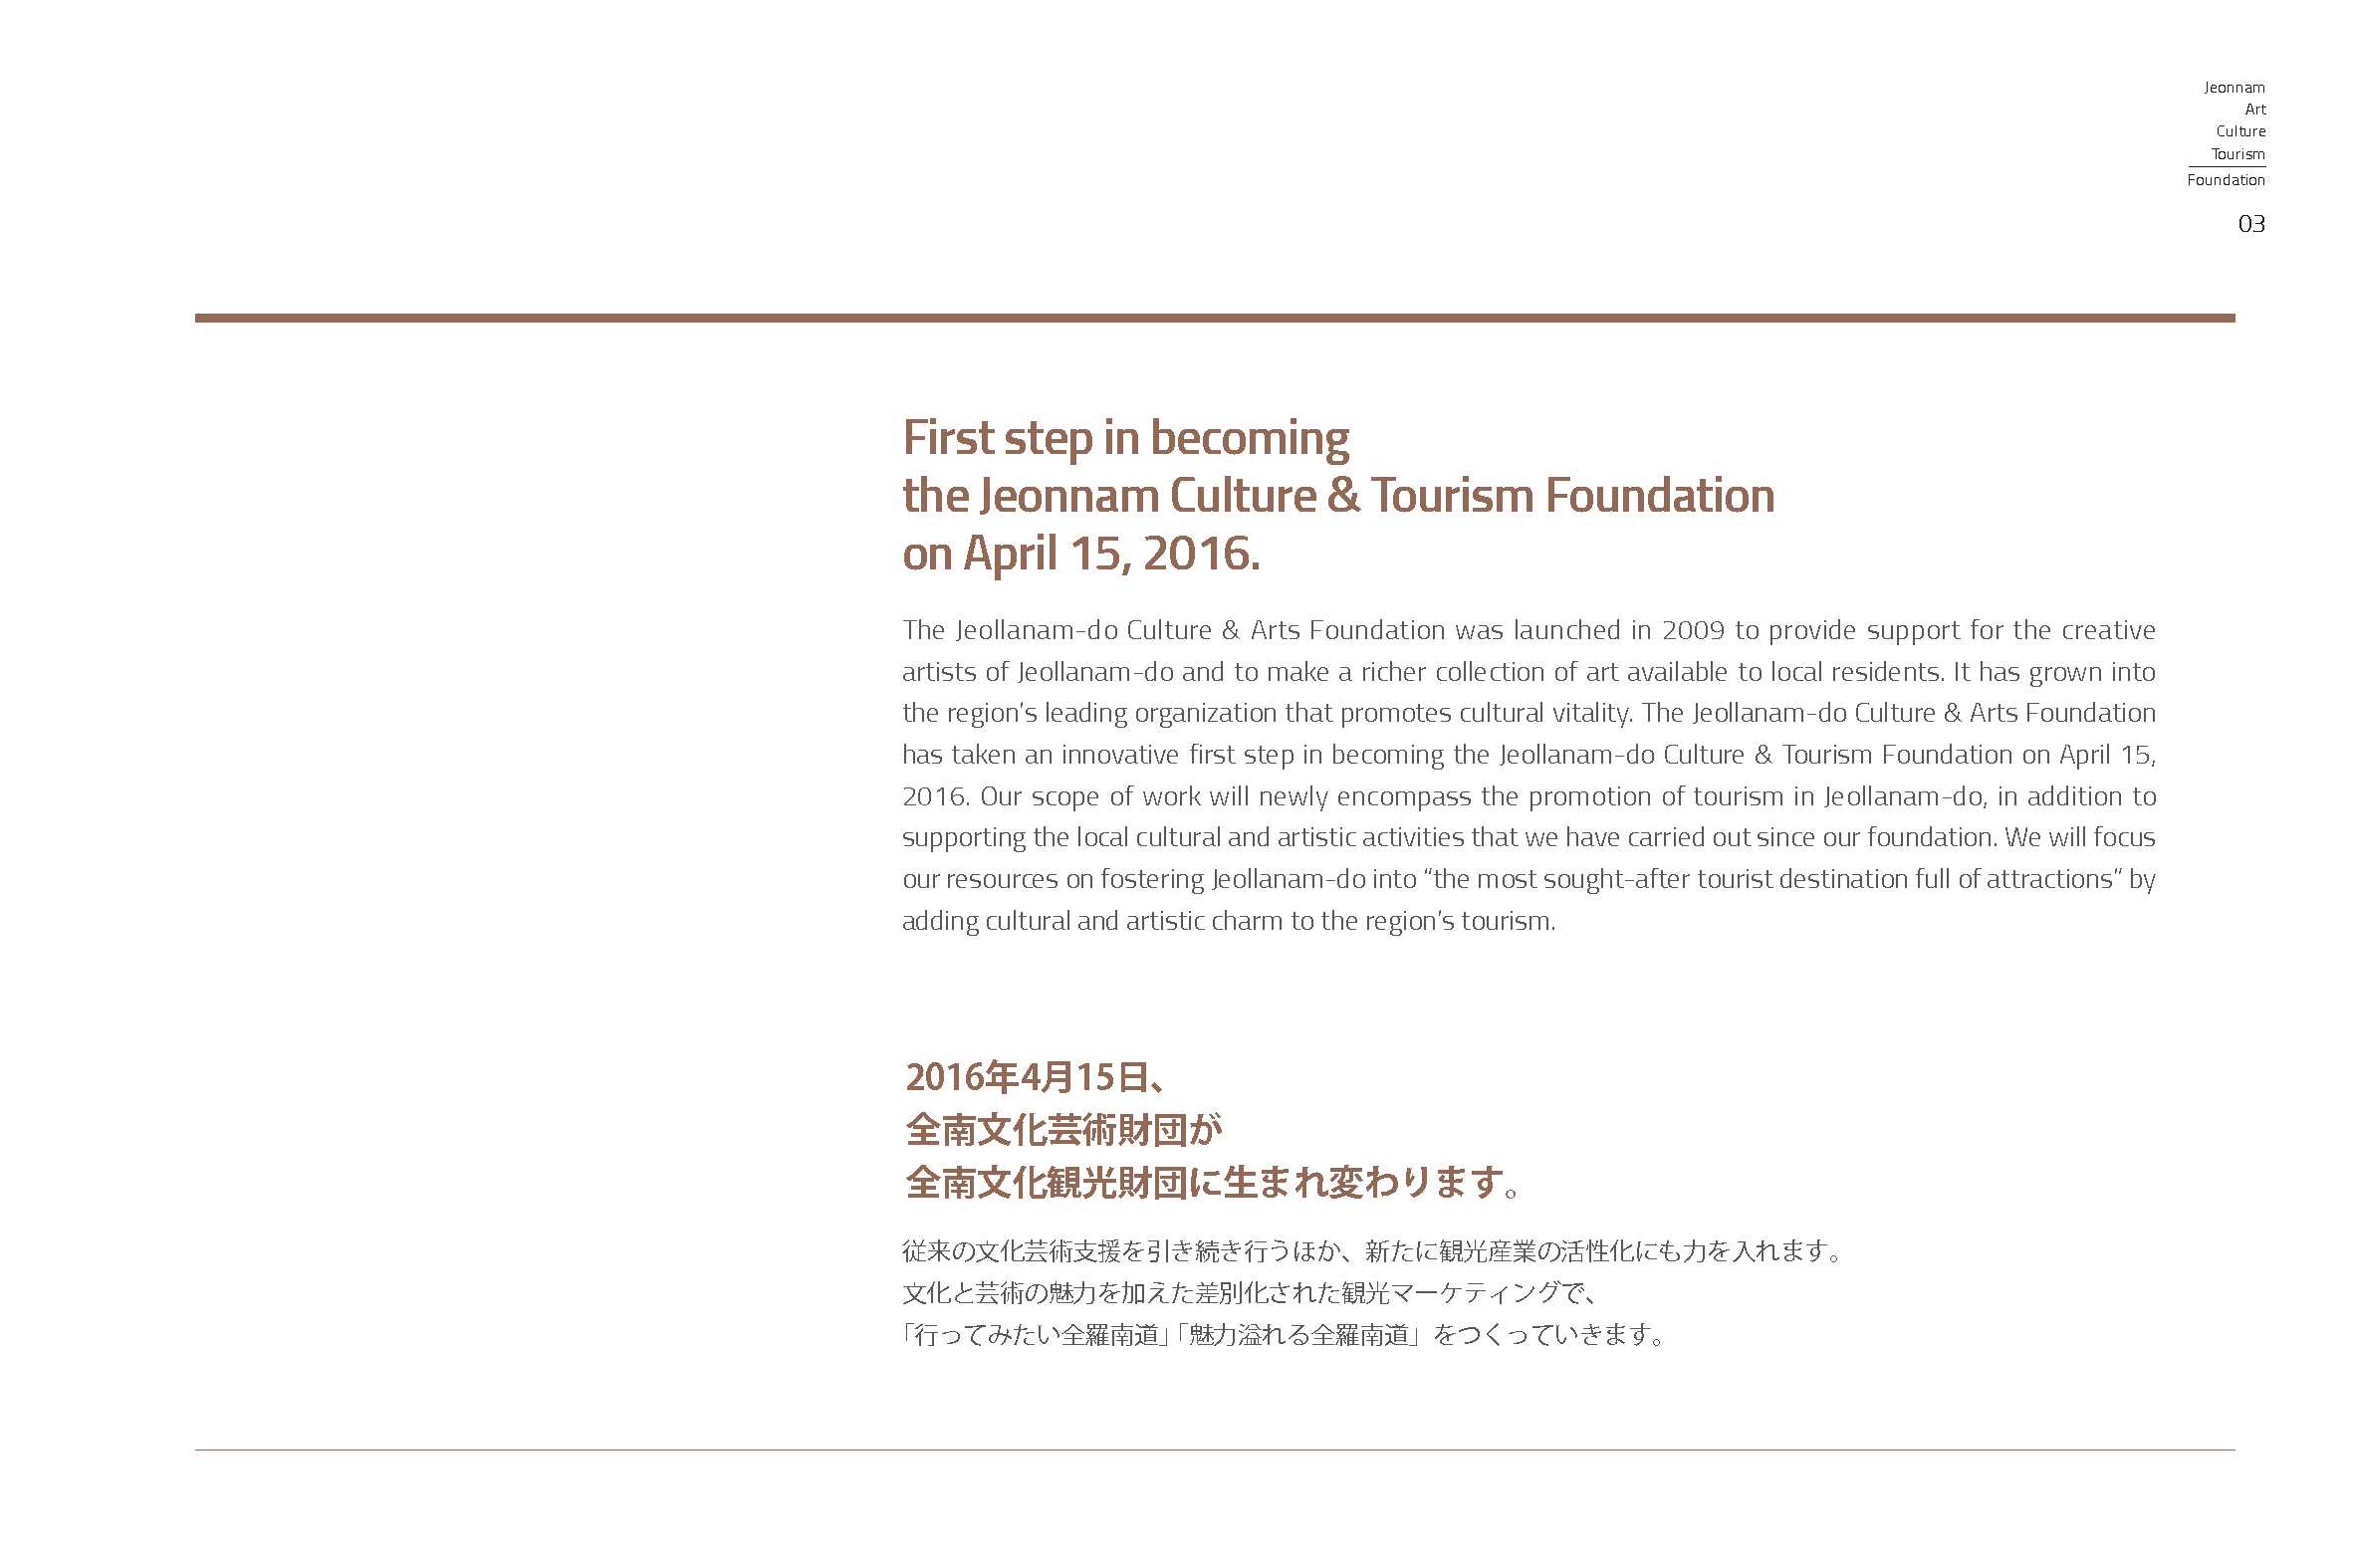 Jeonnam
Art
Culture
Tourism
Foundation
03
First step in becoming
the Jeonnam Culture & Tourism Foundation
on April 15, 2016.
The Jeollanam-do Culture & Arts Foundation was launched in 2009 to provide support for the creative
artists of Jeollanam-do and to make a richer collection of art available to local residents. It has grown into
the region’s leading organization that promotes cultural vitality. The Jeollanam-do Culture & Arts Foundation
has taken an innovative first step in becoming the Jeollanam-do Culture & Tourism Foundation on April 15,
2016. Our scope of work will newly encompass the promotion of tourism in Jeollanam-do, in addition to
supporting the local cultural and artistic activities that we have carried out since our foundation. We will focus
our resources on fostering Jeollanam-do into “the most sought-after tourist destination full of attractions” by
adding cultural and artistic charm to the region’s tourism.
2016年4月15日、
全南文化芸術財団が
全南文化観光財団に生まれ変わります。
従来の文化芸術支援を引き続き行うほか、新たに観光産業の活性化にも力を入れます。
文化と芸術の魅力を加えた差別化された観光マーケティングで、
「行ってみたい全羅南道」「魅力溢れる全羅南道」をつくっていきます。